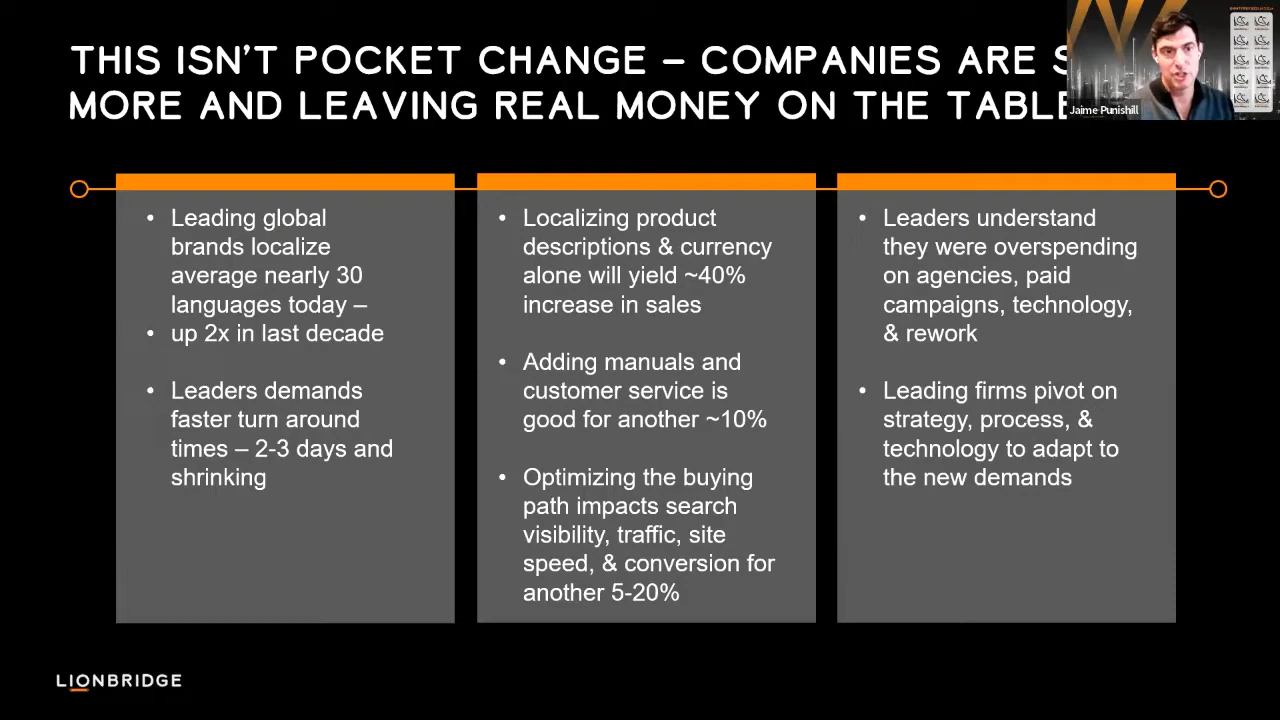 THIS ISN'T POCKET CHANGE – COMPANIES ARE
MORE AND LEAVING REAL MONEY ON THE TABLE
Jaime Punishill
• Leading global
brands localize
average nearly 30
languages today –
• up 2x in last decade
• Leaders demands
faster turn around
times – 2-3 days and
shrinking
• Localizing product
descriptions & currency
alone will yield ~40%
increase in sales
• Adding manuals and
customer service is
good for another ~10%
• Optimizing the buying
path impacts search
visibility, traffic, site
speed, & conversion for
another 5-20%
• Leaders understand
they were overspending
on agencies, paid
campaigns, technology,
& rework
• Leading firms pivot on
strategy, process, &
technology to adapt to
the new demands
LIONBRIDGE